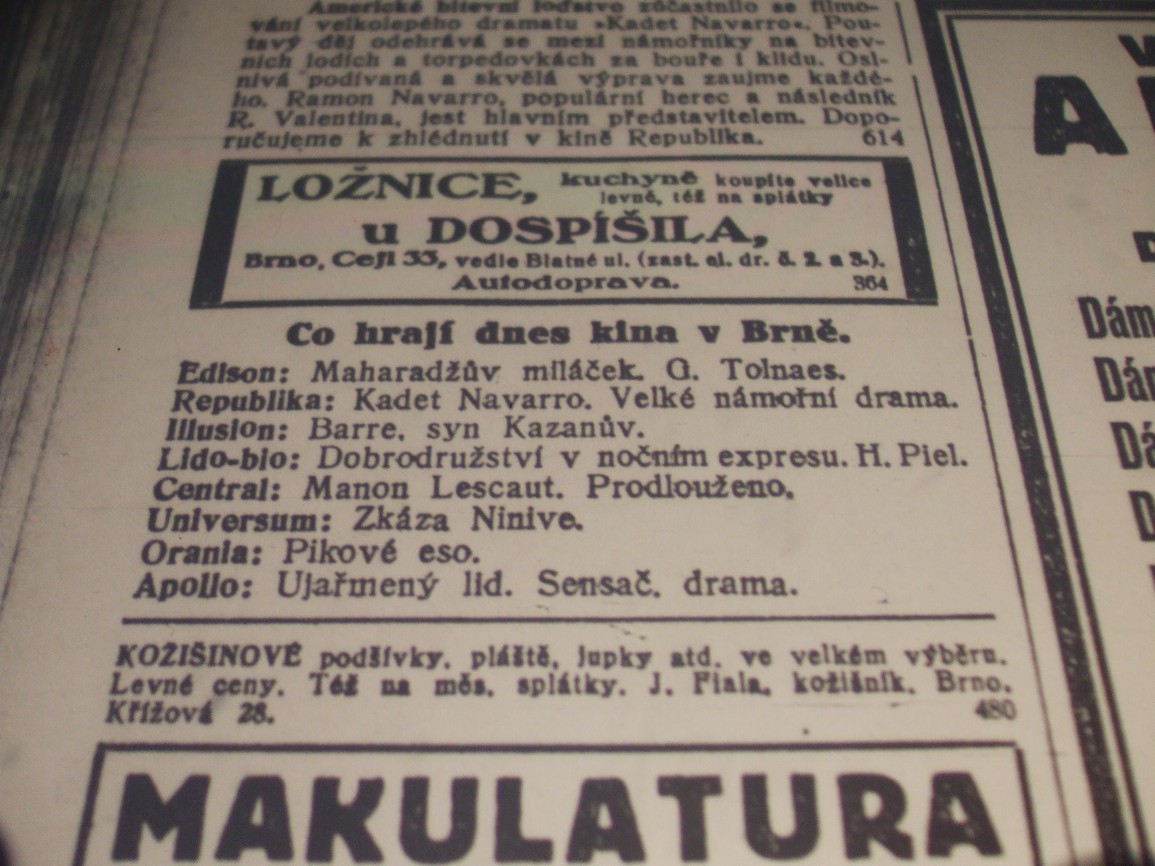 Americké bitevní loďstvo zúčastnilo se filmo-
vání velkolepého dramatu »Kadet Navarro«. Pou-
tavý děj odehrává se mezi námořníky na bitev-
ních lodích a torpedovkách za bouře i klidu. Osl-
nivá podívaná a skvělá výprava zaujme každé-
ho. Ramon Navarro, populární herec a následník
R. Valentina, jest hlavním představitelem. Dopo-
ručujeme k zhlédnutí v kině Republika. 614
LOŽNICE, kuchyně koupíte velice
levně, též na splátky
u DOSPÍŠILA,
Brno, Cejl 33, vedle Blatné ul. (zast. el. dr. č. 2 a 3.).
Autodoprava. 364
Co hrají dnes kina v Brně.
Edison: Maharadžův miláček. G. Tolnaes.
Republika: Kadet Navarro. Velké námořní drama.
Illusion: Barre, syn Kazanův.
Lido-bio: Dobrodružství v nočním expresu. H. Piel.
Central: Manon Lescaut. Prodlouženo.
Universum: Zkáza Ninive.
Orania: Pikové eso.
Apollo: Ujařmený lid. Sensač. drama.
KOŽIŠINOVÉ podšívky, pláště, jupky atd. ve velkém výběru.
Levné ceny. Též na měs. splátky. J. Fiala, kožišník, Brno,
Křížová 28. 480
MAKULATURA